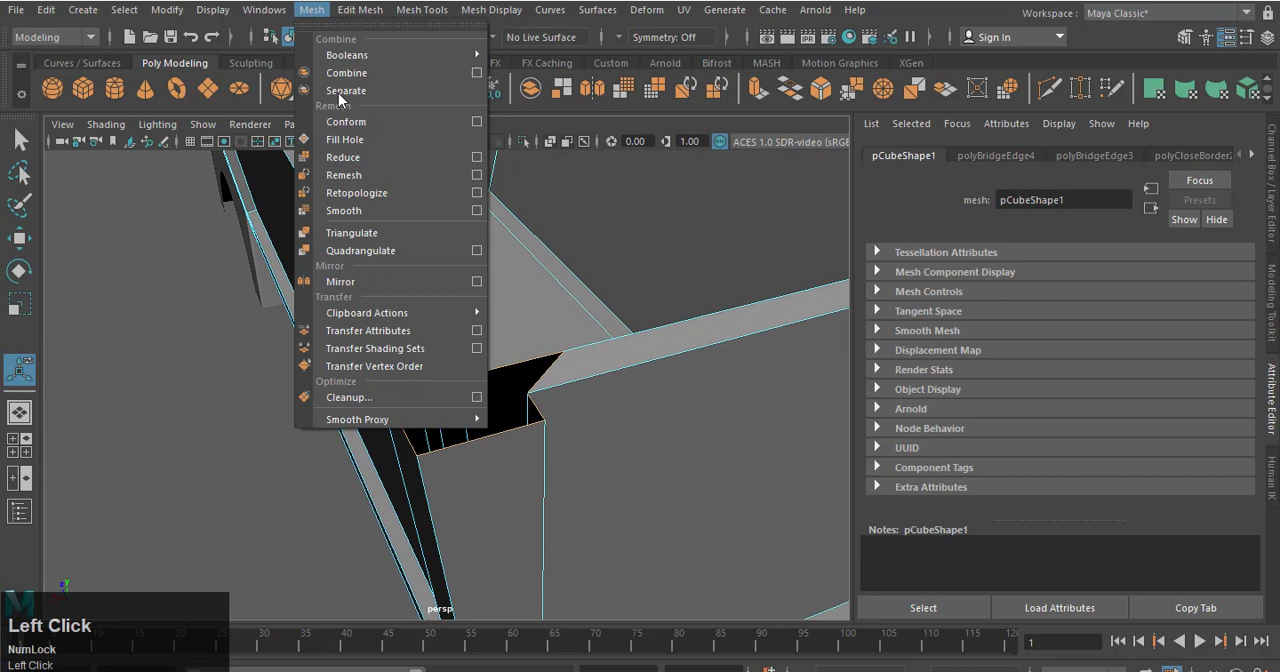 File Edit Create Select Modify Display Windows Mesh Edit Mesh Mesh Tools Mesh Display Curves Surfaces Deform UV Generate Cache Arnold Help Workspace : Maya Classic*
Modeling No Live Surface Symmetry: Off Sign In
Curves / Surfaces Poly Modeling Sculpting FX FX Caching Custom Arnold Bifrost MASH Motion Graphics XGen
Combine
Booleans
Combine
Separate
Remesh
Conform
Fill Hole
Reduce
Remesh
Retopologize
Smooth
Triangulate
Quadrangulate
Mirror
Mirror
Transfer
Clipboard Actions
Transfer Attributes
Transfer Shading Sets
Transfer Vertex Order
Optimize
Cleanup...
Smooth Proxy
View Shading Lighting Show Renderer Pa
0.00 1.00 ACES 1.0 SDR-video (sRGB
persp
List Selected Focus Attributes Display Show Help
pCubeShape1 polyBridgeEdge4 polyBridgeEdge3 polyCloseBorder2
Focus
Presets
mesh: pCubeShape1
Show Hide
Tessellation Attributes
Mesh Component Display
Mesh Controls
Tangent Space
Smooth Mesh
Displacement Map
Render Stats
Object Display
Arnold
Node Behavior
UUID
Component Tags
Extra Attributes
Notes: pCubeShape1
Select Load Attributes Copy Tab
Channel Box / Layer Editor
Modeling Toolkit
Attribute Editor
Human IK
Left Click
NumLock
Left Click
25 30 35 40 45 50 55 60 65 70 75 80 85 90 95 100 105 110 115 120
1